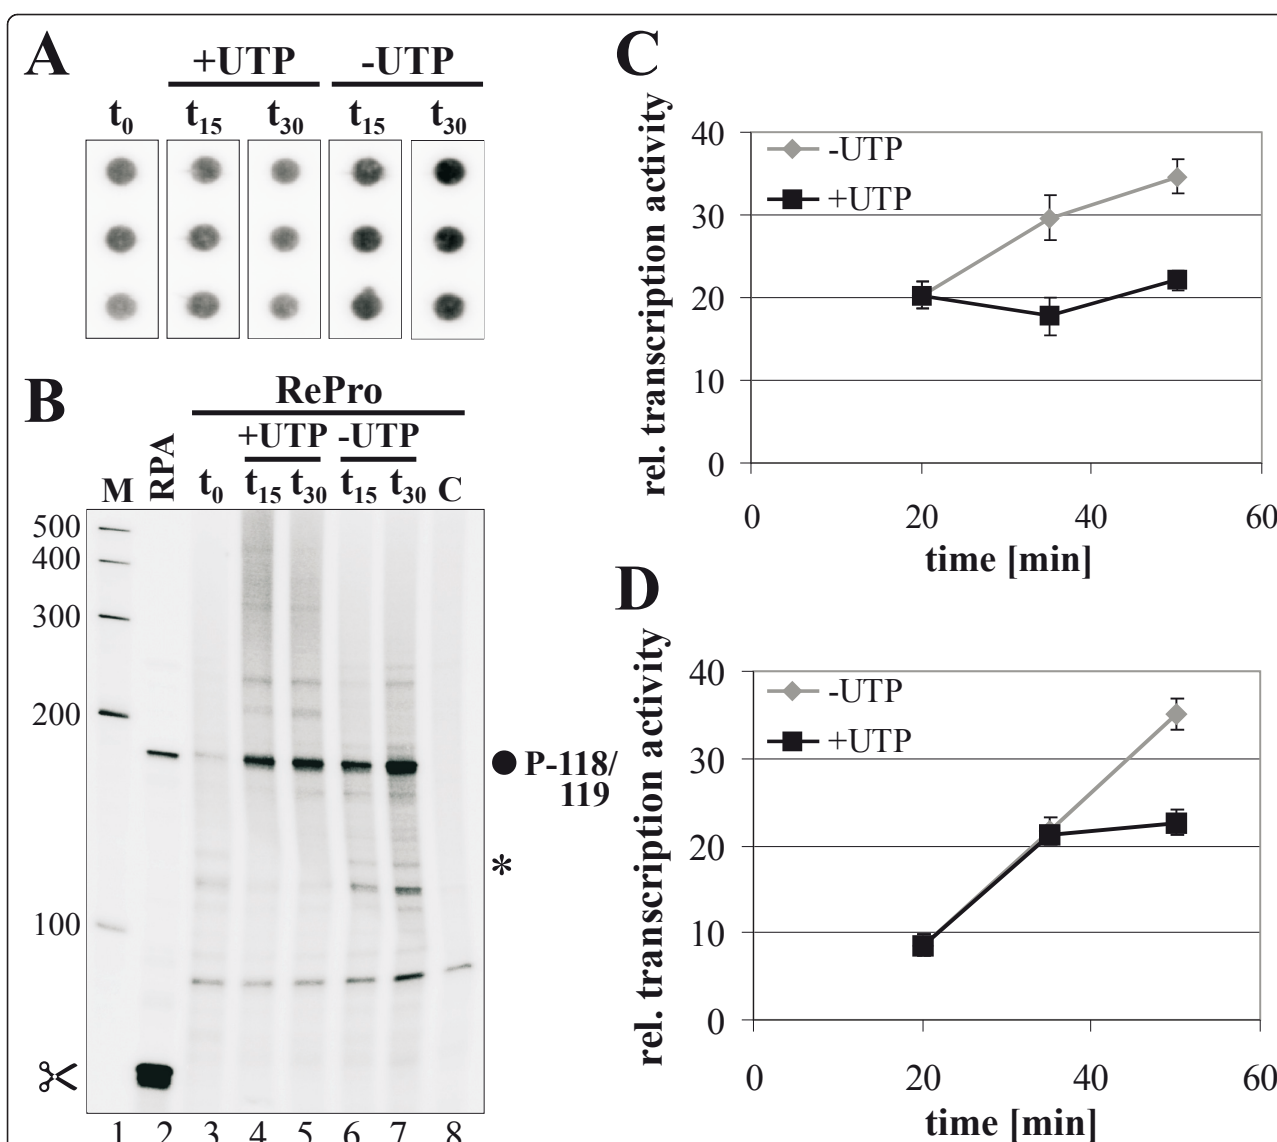 A
+UTP -UTP
t0 t15 t30 t15 t30
B
RePro
+UTP -UTP
M RPA t0 t15 t30 t15 t30 C
500
400
300
200
100
● P-118/
119
*
1 2 3 4 5 6 7 8
C
rel. transcription activity
40
30
20
10
0
-UTP
+UTP
0 20 40 60
time [min]
D
rel. transcription activity
40
30
20
10
0
-UTP
+UTP
0 20 40 60
time [min]